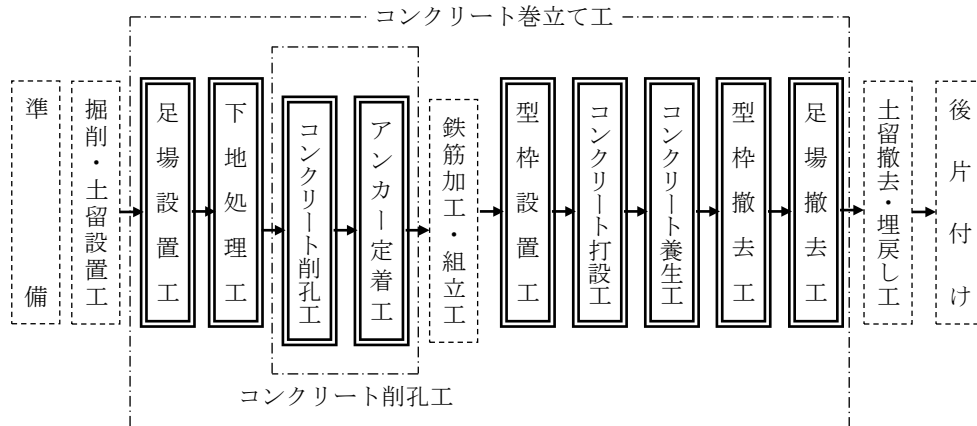 コンクリート巻立て工
準備
掘削・土留設置工
足場設置工
下地処理工
コンクリート削孔工
アンカー定着工
鉄筋加工・組立工
型枠設置工
コンクリート打設工
コンクリート養生工
型枠撤去工
足場撤去工
土留撤去・埋戻し工
後片付け
コンクリート削孔工